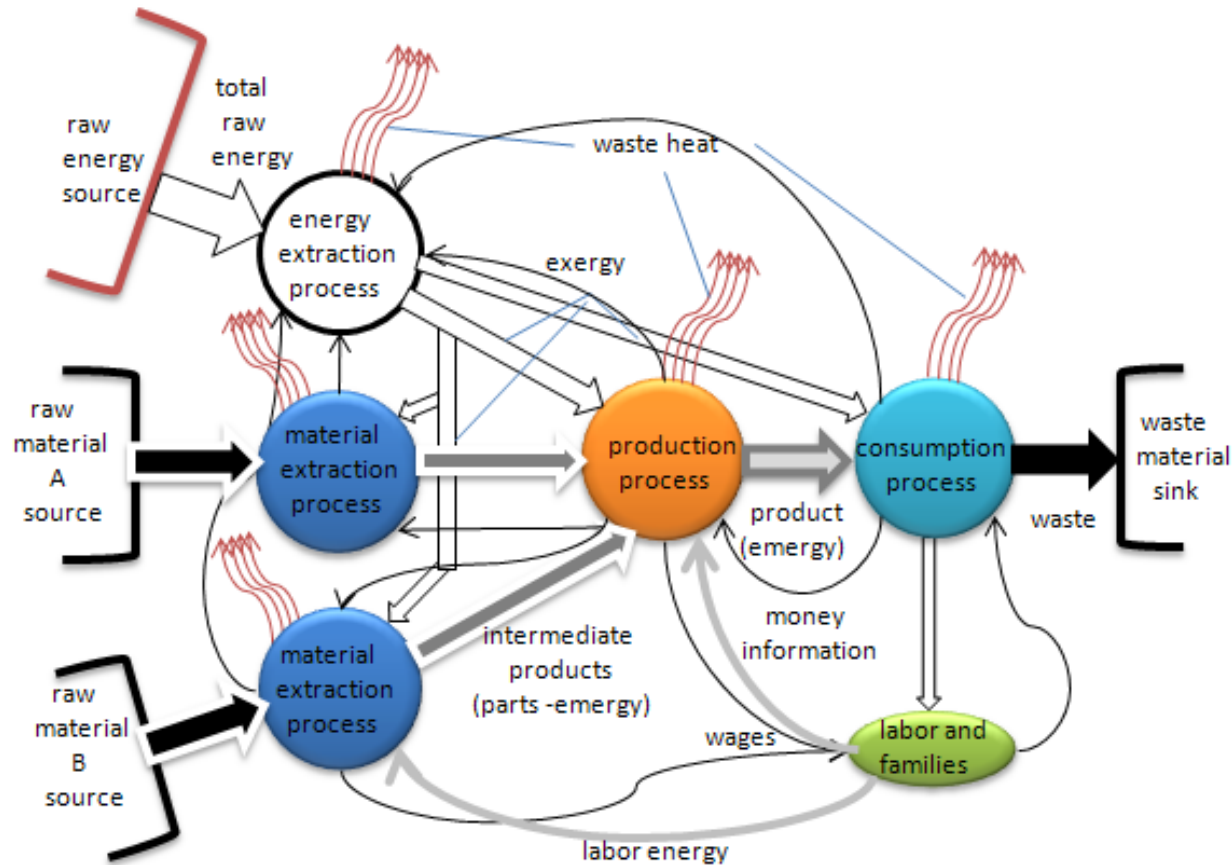 raw
energy
source
total
raw
energy
waste heat
energy
extraction
process
exergy
raw
material
A
source
material
extraction
process
production
process
consumption
process
waste
material
sink
waste
product
(emergy)
money
information
intermediate
products
(parts -emergy)
raw
material
B
source
material
extraction
process
wages
labor and
families
labor energy